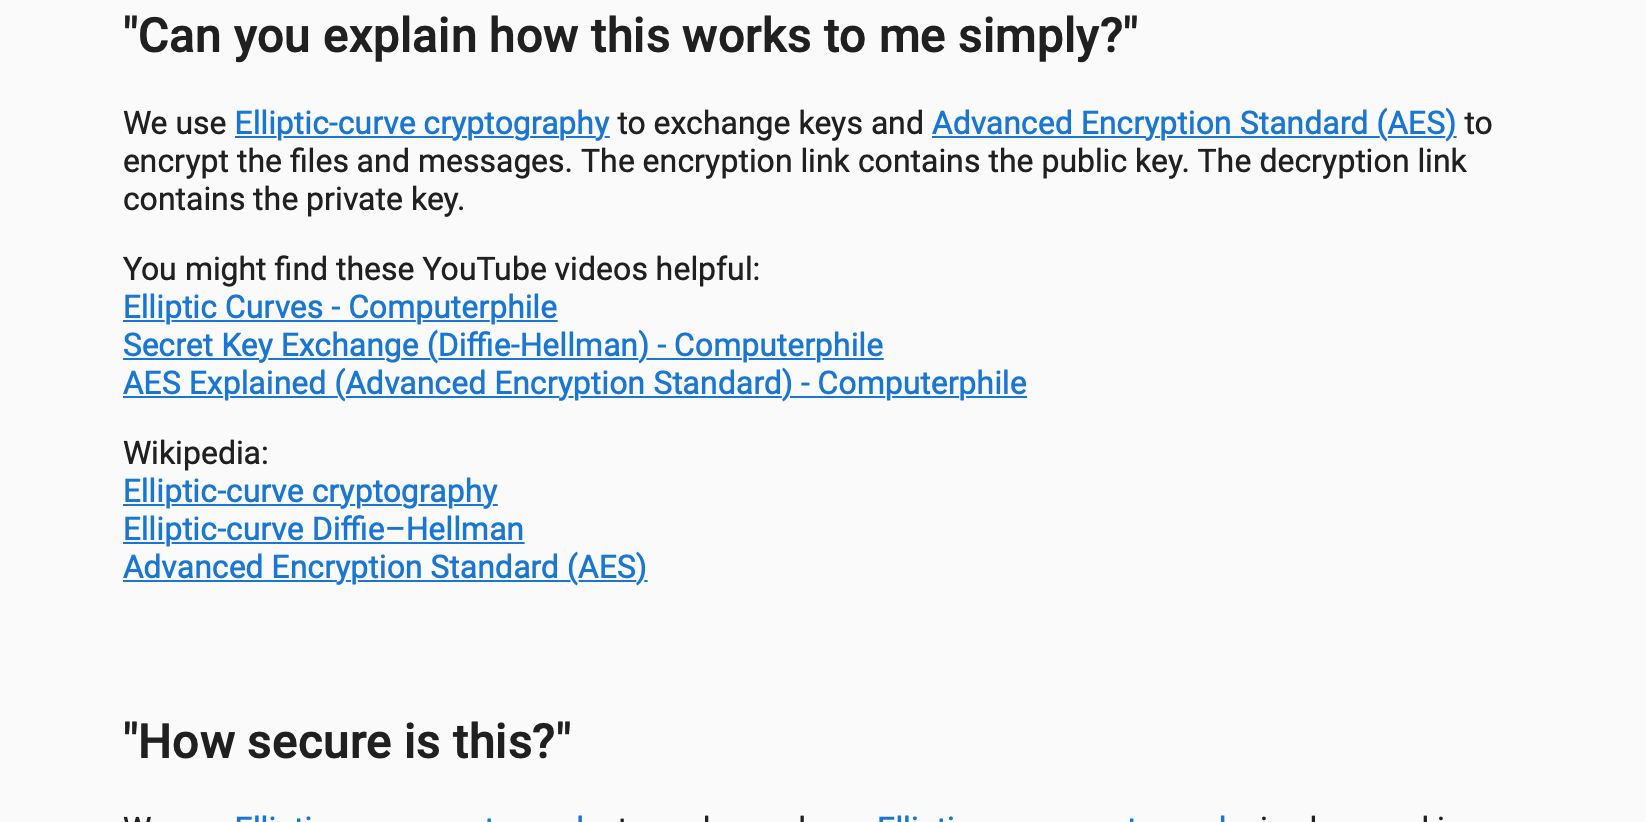 "Can you explain how this works to me simply?"
We use Elliptic-curve cryptography to exchange keys and Advanced Encryption Standard (AES) to
encrypt the files and messages. The encryption link contains the public key. The decryption link
contains the private key.
You might find these YouTube videos helpful:
Elliptic Curves - Computerphile
Secret Key Exchange (Diffie-Hellman) - Computerphile
AES Explained (Advanced Encryption Standard) - Computerphile
Wikipedia:
Elliptic-curve cryptography
Elliptic-curve Diffie–Hellman
Advanced Encryption Standard (AES)
"How secure is this?"